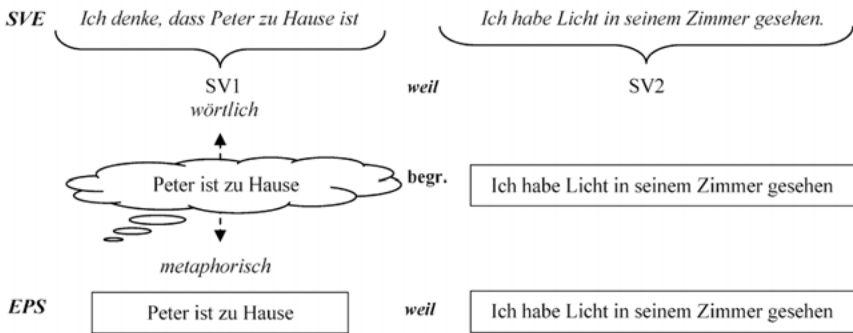 SVE Ich denke, dass Peter zu Hause ist Ich habe Licht in seinem Zimmer gesehen.
SV1 weil SV2
wörtlich
Peter ist zu Hause begr. Ich habe Licht in seinem Zimmer gesehen
metaphorisch
EPS Peter ist zu Hause weil Ich habe Licht in seinem Zimmer gesehen